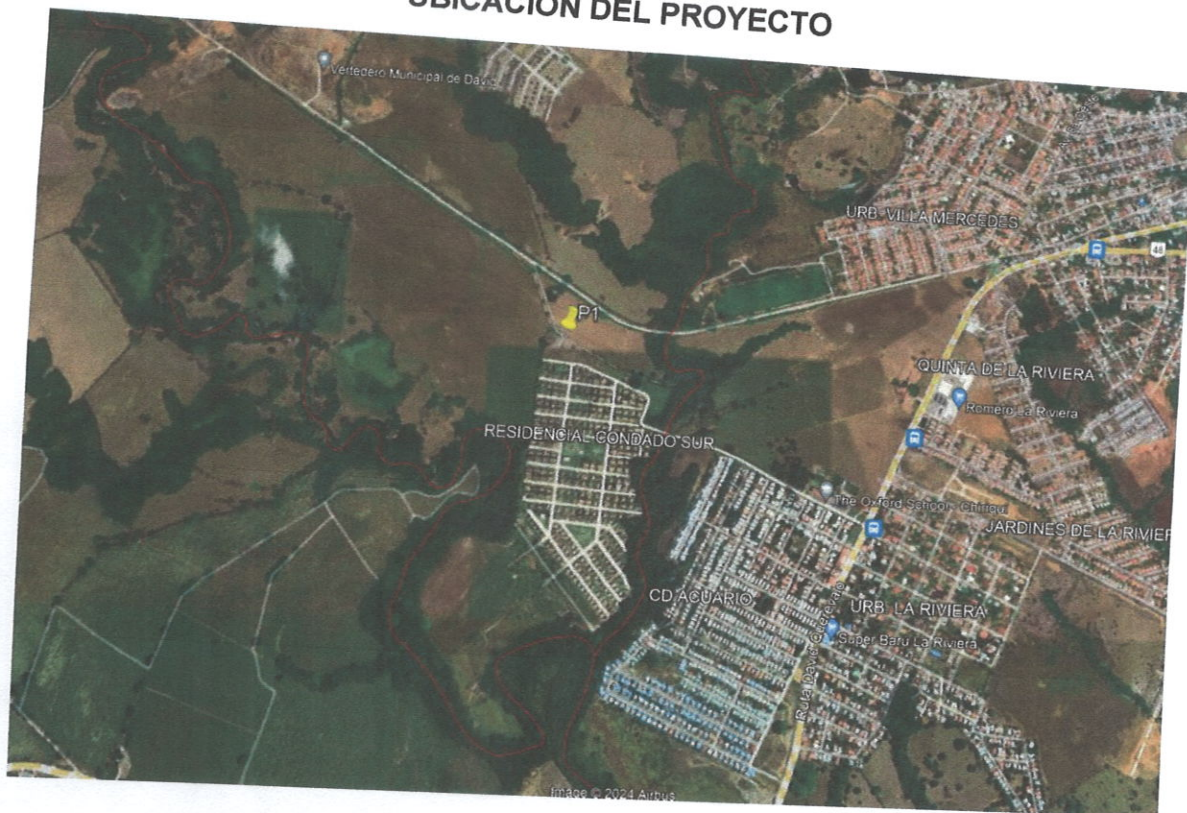 UBICACIÓN DEL PROYECTO
Vertedero Municipal de David
URB. VILLA MERCEDES
48
P1
QUINTA DE LA RIVIERA
Romero La Riviera
RESIDENCIAL CONDADO SUR
The Oxford School - Chiriquí
JARDINES DE LA RIVIER
CD ACUARIO
URB. LA RIVIERA
Super Barú La Riviera
Image © 2024 Airbus